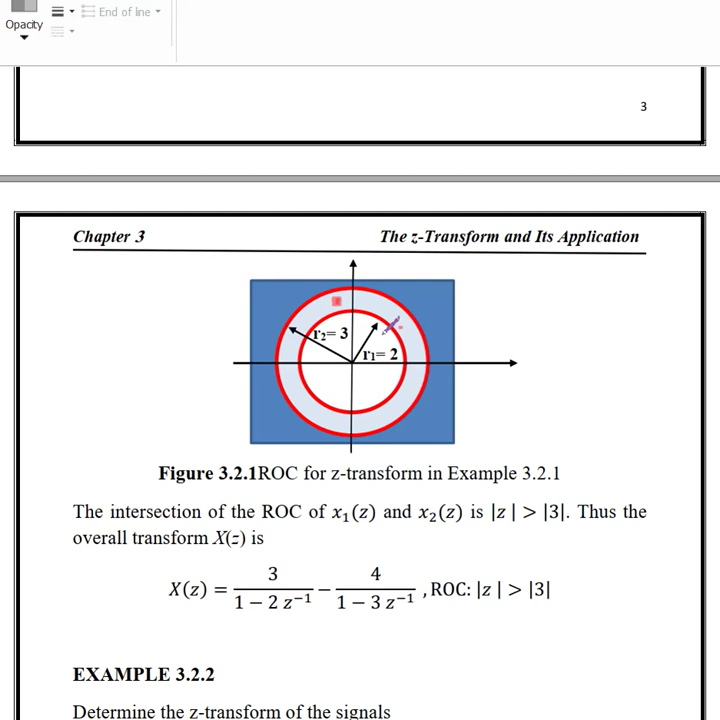 Opacity
End of line
3
Chapter 3 The z-Transform and Its Application
r₂= 3
r₁= 2
Figure 3.2.1ROC for z-transform in Example 3.2.1
The intersection of the ROC of x₁(z) and x₂(z) is |z | > |3|. Thus the
overall transform X(z) is
X(z) = 3 / (1 − 2 z⁻¹) − 4 / (1 − 3 z⁻¹) , ROC: |z | > |3|
EXAMPLE 3.2.2
Determine the z-transform of the signals